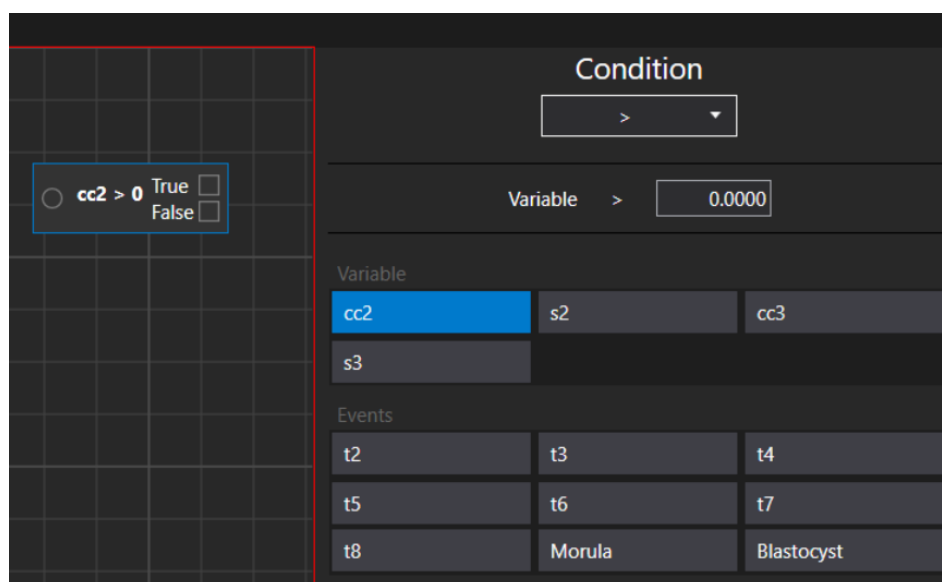 Condition
>
cc2 > 0 True
False
Variable > 0.0000
Variable
cc2 s2 cc3
s3
Events
t2 t3 t4
t5 t6 t7
t8 Morula Blastocyst